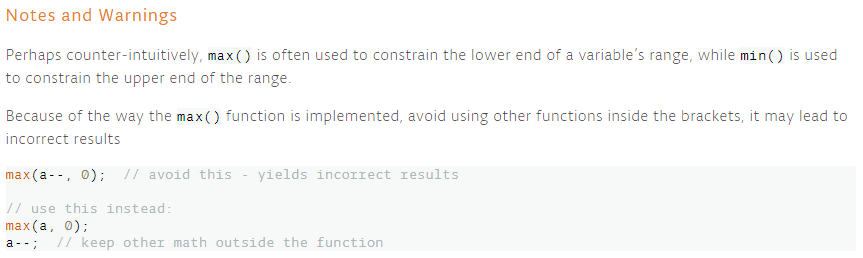 Notes and Warnings
Perhaps counter-intuitively, max() is often used to constrain the lower end of a variable's range, while min() is used
to constrain the upper end of the range.
Because of the way the max() function is implemented, avoid using other functions inside the brackets, it may lead to
incorrect results
max(a--, 0);  // avoid this - yields incorrect results
// use this instead:
max(a, 0);
a--;  // keep other math outside the function